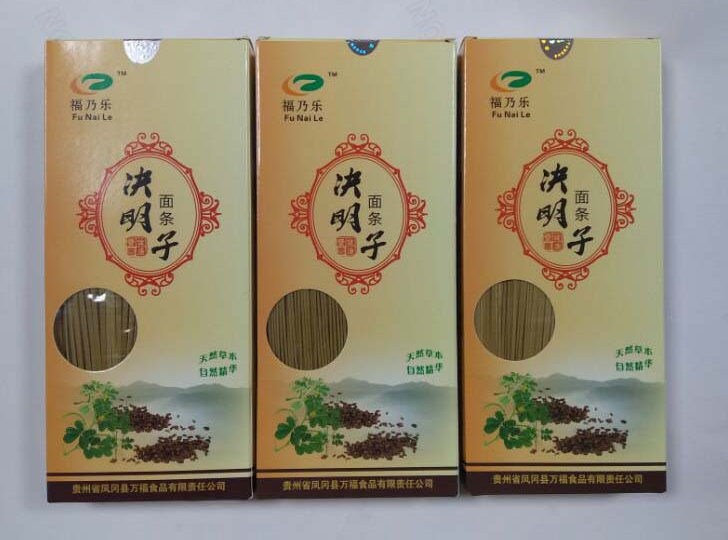 TM
福乃乐
Fu Nai Le
决明子
面条
天然草本
自然精华
贵州省凤冈县万福食品有限责任公司
TM
福乃乐
Fu Nai Le
决明子
面条
天然草本
自然精华
贵州省凤冈县万福食品有限责任公司
TM
福乃乐
Fu Nai Le
决明子
面条
天然草本
自然精华
贵州省凤冈县万福食品有限责任公司